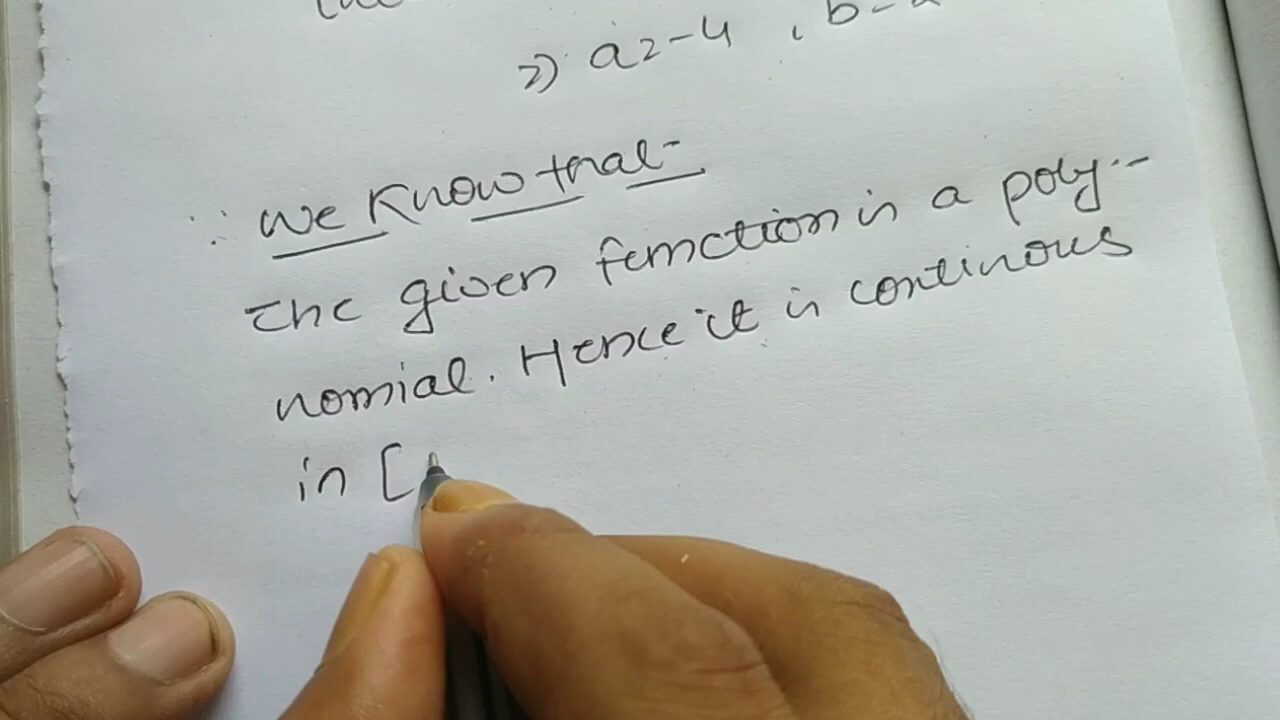 ⇒ a = -4 , b =
∵ We Know that-
The given function is a poly--
nomial. Hence it is continous
in [